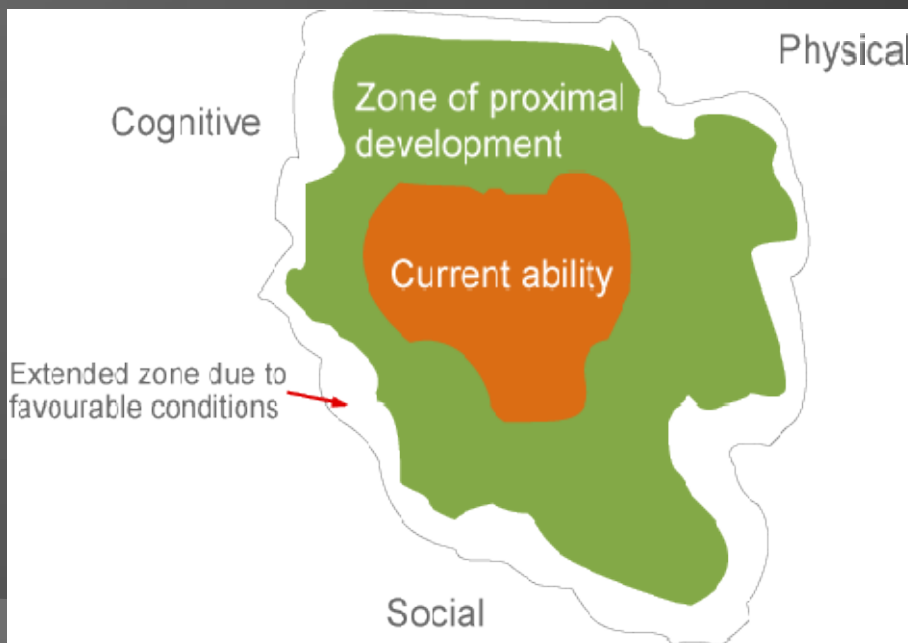 Physical
Cognitive
Zone of proximal
development
Current ability
Extended zone due to
favourable conditions
Social